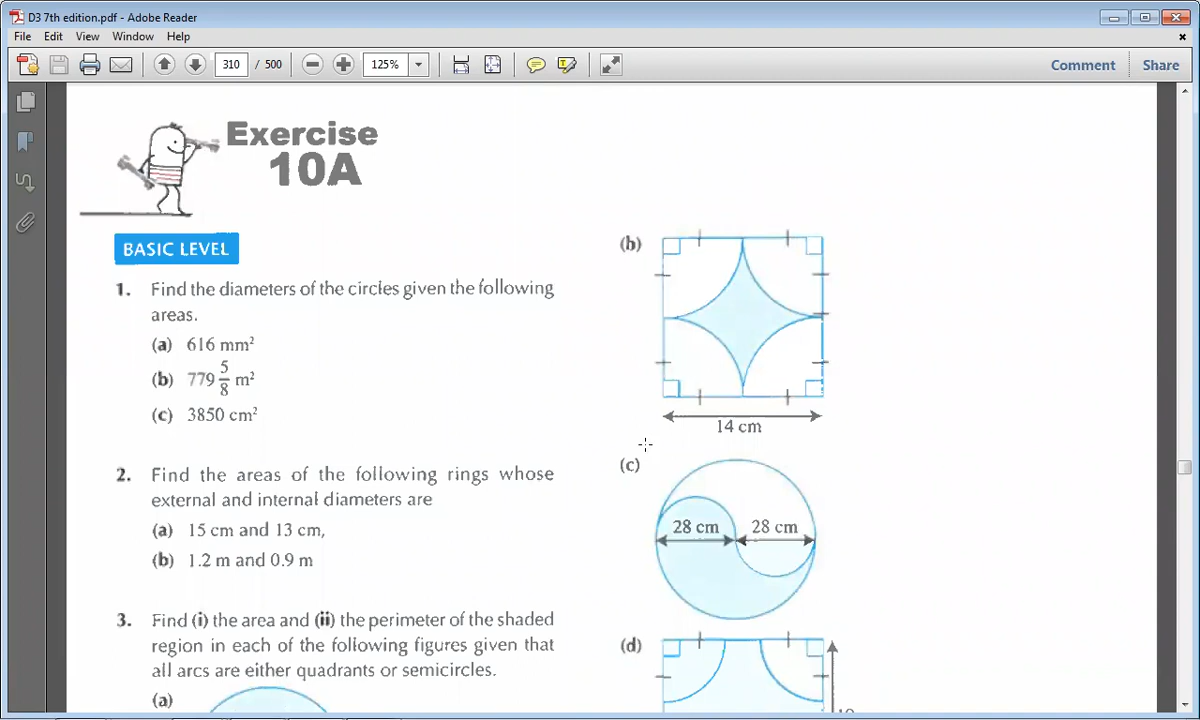 D3 7th edition.pdf - Adobe Reader
File Edit View Window Help
310 / 500 125% Comment Share
Exercise
10A
BASIC LEVEL
1. Find the diameters of the circles given the following
areas.
(a) 616 mm²
(b) 779 5/8 m²
(c) 3850 cm²
2. Find the areas of the following rings whose
external and internal diameters are
(a) 15 cm and 13 cm,
(b) 1.2 m and 0.9 m
3. Find (i) the area and (ii) the perimeter of the shaded
region in each of the following figures given that
all arcs are either quadrants or semicircles.
(a)
(b)
14 cm
(c)
28 cm 28 cm
(d)